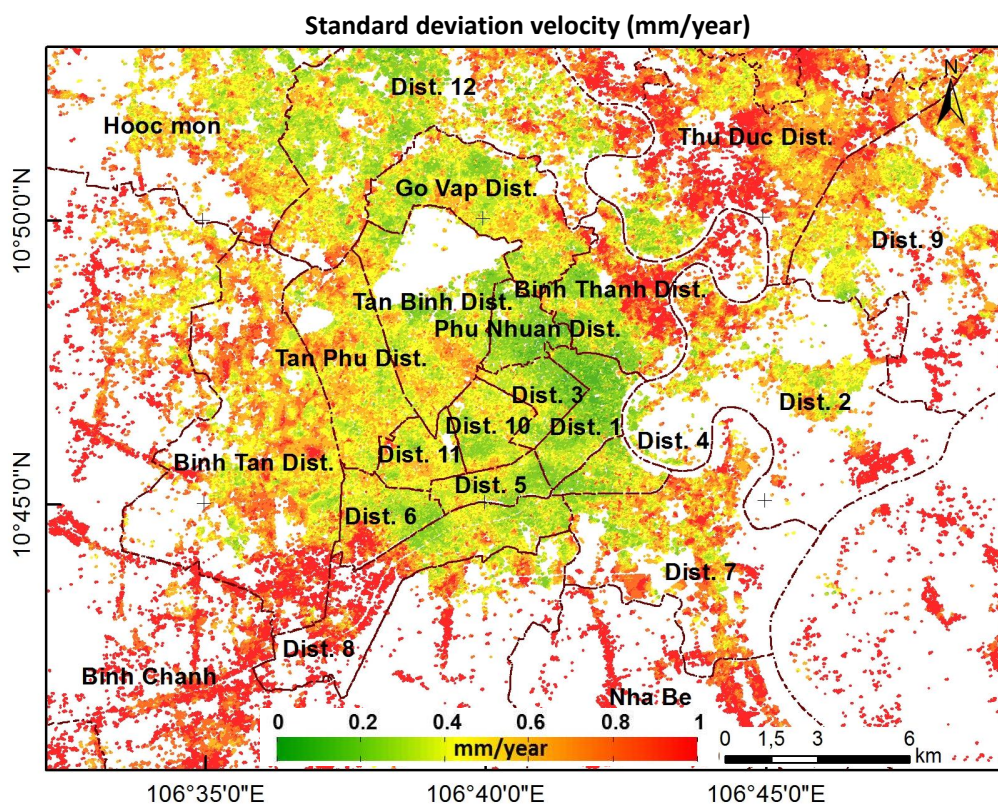 Standard deviation velocity (mm/year)
N
Dist. 12
Hooc mon
Thu Duc Dist.
Go Vap Dist.
10°50'0"N
Dist. 9
Binh Thanh Dist.
Tan Binh Dist.
Phu Nhuan Dist.
Tan Phu Dist.
Dist. 3
Dist. 2
Dist. 10
Dist. 1
Dist. 4
Dist. 11
Binh Tan Dist.
Dist. 5
10°45'0"N
Dist. 6
Dist. 7
Dist. 8
Binh Chanh
Nha Be
0 0.2 0.4 0.6 0.8 1
mm/year
0 1,5 3 6
km
106°35'0"E 106°40'0"E 106°45'0"E